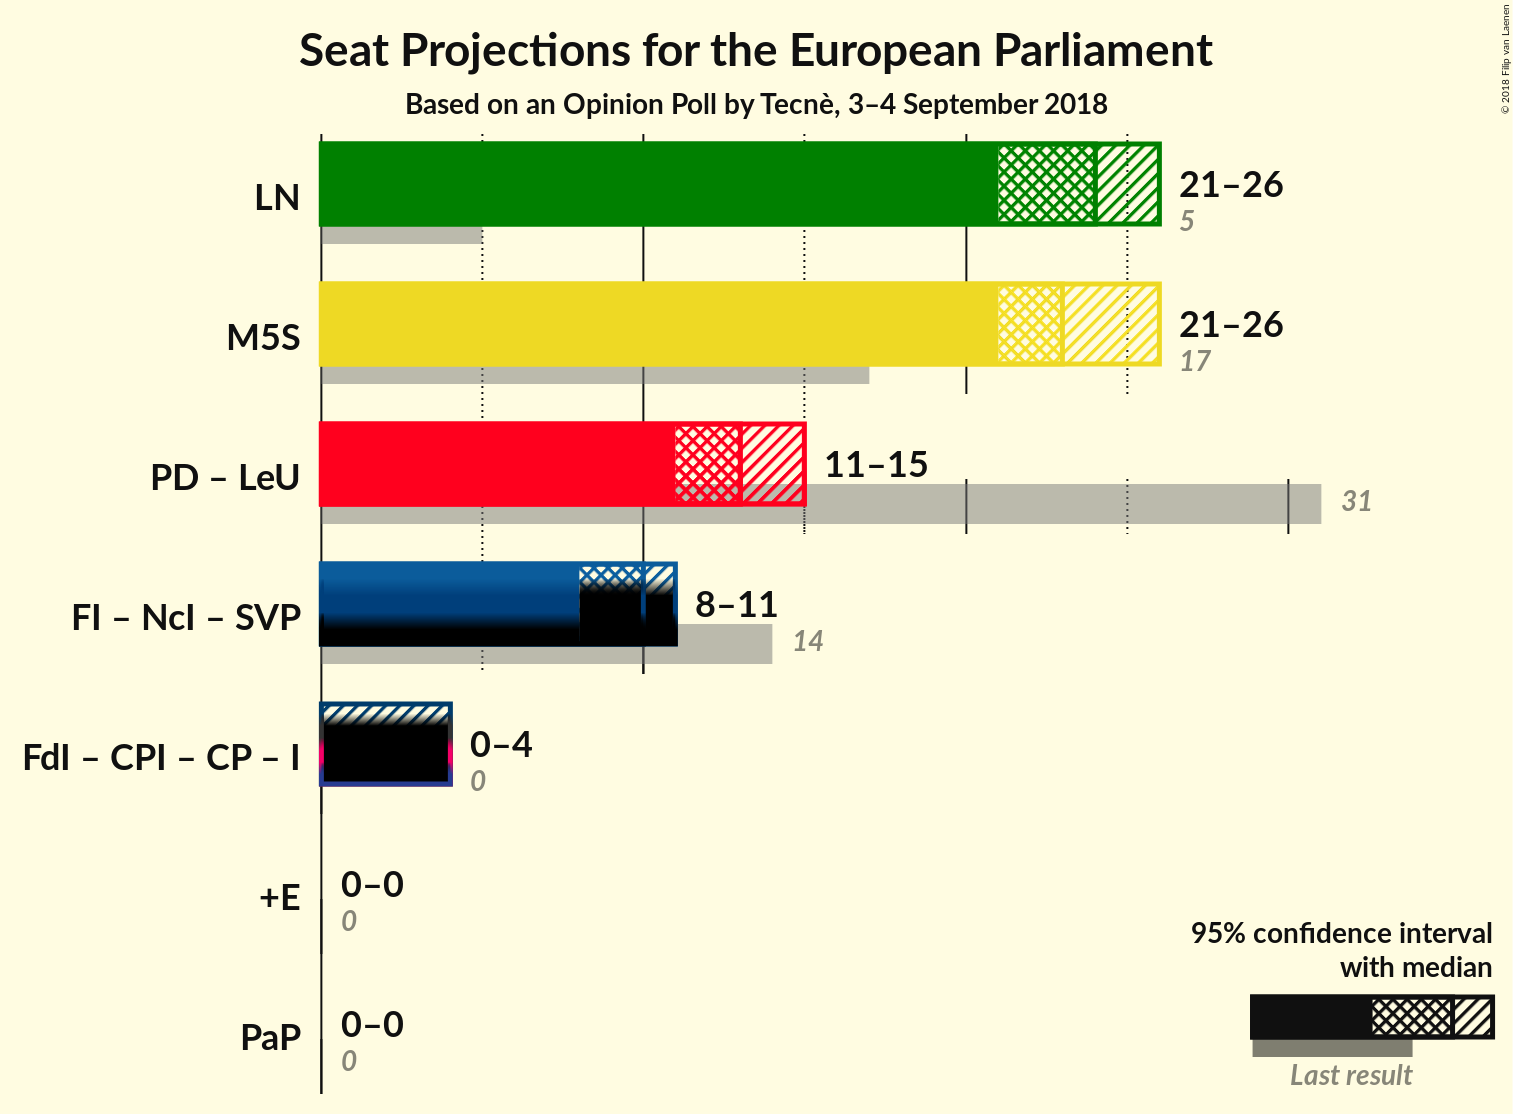 Seat Projections for the European Parliament
Based on an Opinion Poll by Tecnè, 3–4 September 2018
© 2018 Filip van Laenen
LN
21–26
5
M5S
21–26
17
PD – LeU
11–15
31
FI – NcI – SVP
8–11
14
FdI – CPI – CP – I
0–4
0
+E
0–0
0
PaP
0–0
0
95% confidence interval
with median
Last result